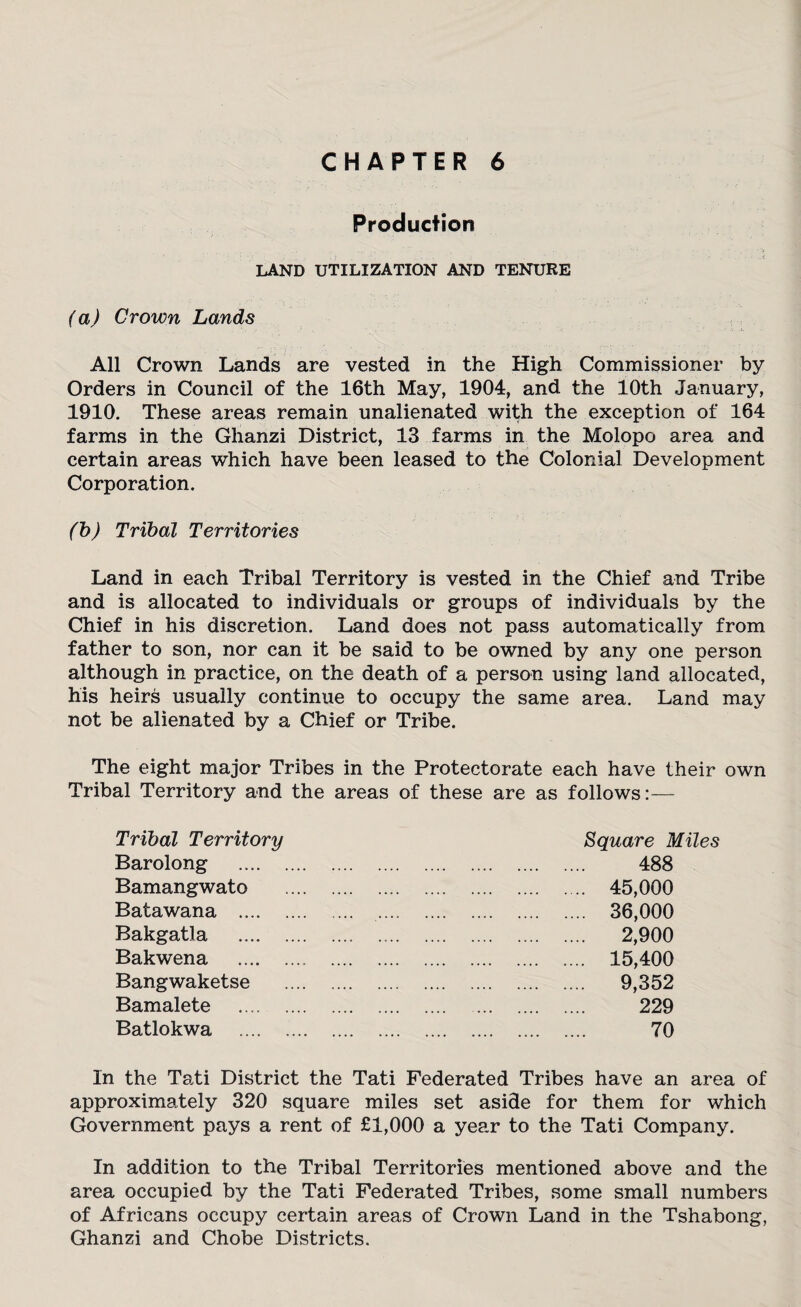 CHAPTER 6
Production
LAND UTILIZATION AND TENURE
(a) Crown Lands
All Crown Lands are vested in the High Commissioner by
Orders in Council of the 16th May, 1904, and the 10th January,
1910. These areas remain unalienated with the exception of 164
farms in the Ghanzi District, 13 farms in the Molopo area and
certain areas which have been leased to the Colonial Development
Corporation.
(b) Tribal Territories
Land in each Tribal Territory is vested in the Chief and Tribe
and is allocated to individuals or groups of individuals by the
Chief in his discretion. Land does not pass automatically from
father to son, nor can it be said to be owned by any one person
although in practice, on the death of a person using land allocated,
his heirs usually continue to occupy the same area. Land may
not be alienated by a Chief or Tribe.
The eight major Tribes in the Protectorate each have their own
Tribal Territory and the areas of these are as follows:—
Tribal Territory Square Miles
Barolong .... .... .... .... .... .... .... .... 488
Bamangwato .... .... .... .... .... .... .... 45,000
Batawana .... .... .... .... .... .... .... .... 36,000
Bakgatla .... .... .... .... .... .... .... .... 2,900
Bakwena .... .... .... .... .... .... .... .... 15,400
Bangwaketse .... .... .... .... .... .... .... 9,352
Bamalete .... .... .... .... .... ... .... .... 229
Batlokwa .... .... .... .... .... .... .... .... 70
In the Tati District the Tati Federated Tribes have an area of
approximately 320 square miles set aside for them for which
Government pays a rent of £1,000 a year to the Tati Company.
In addition to the Tribal Territories mentioned above and the
area occupied by the Tati Federated Tribes, some small numbers
of Africans occupy certain areas of Crown Land in the Tshabong,
Ghanzi and Chobe Districts.